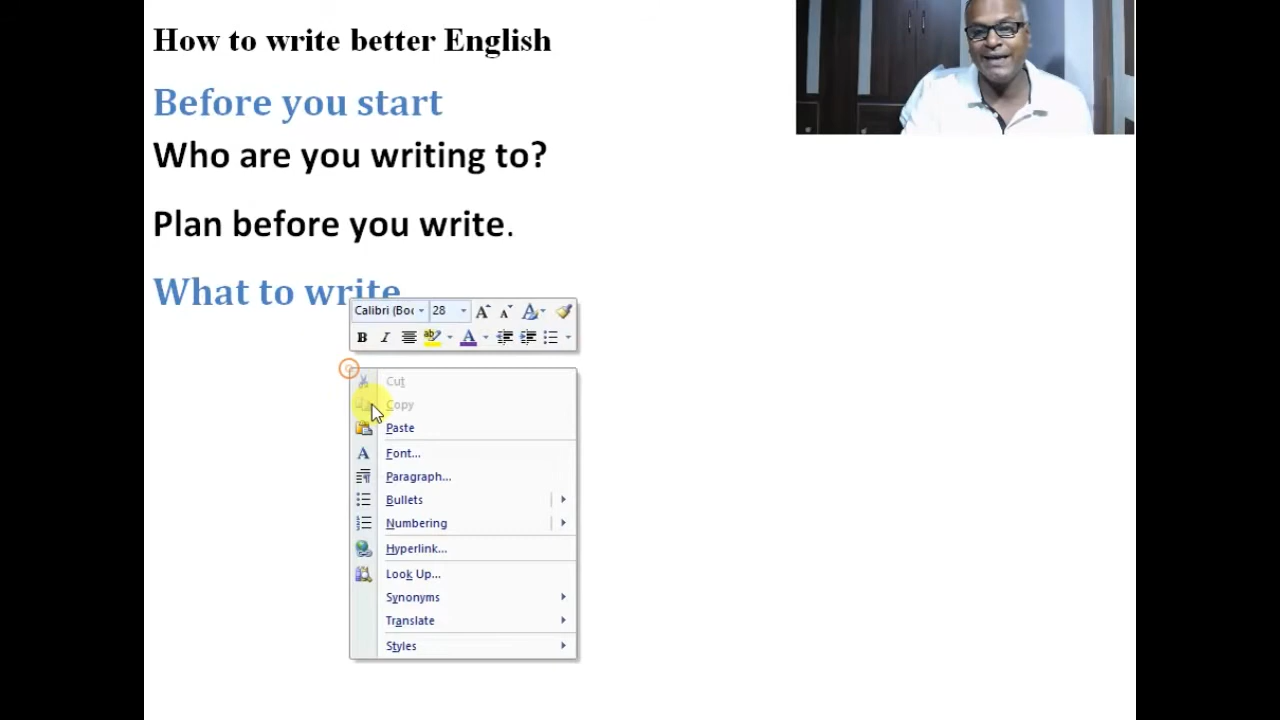 How to write better English
Before you start
Who are you writing to?
Plan before you write.
What to write
Calibri (Boc 28
Cut
Copy
Paste
Font...
Paragraph...
Bullets
Numbering
Hyperlink...
Look Up...
Synonyms
Translate
Styles